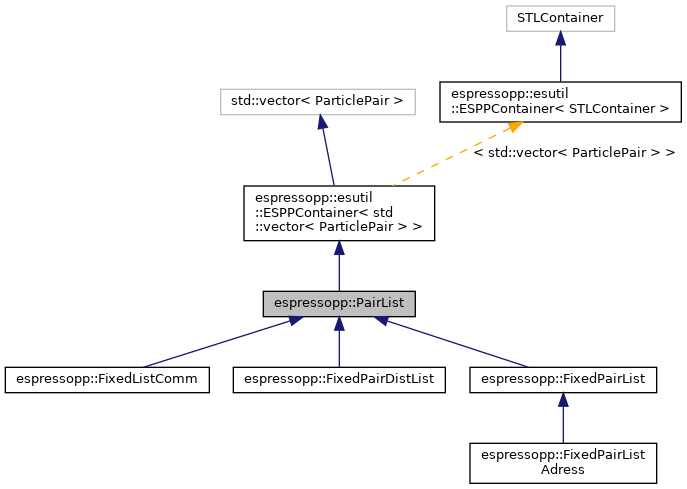 STLContainer
espressopp::esutil
::ESPPContainer< STLContainer >
std::vector< ParticlePair >
< std::vector< ParticlePair > >
espressopp::esutil
::ESPPContainer< std
::vector< ParticlePair > >
espressopp::PairList
espressopp::FixedListComm
espressopp::FixedPairDistList
espressopp::FixedPairList
espressopp::FixedPairList
Adress